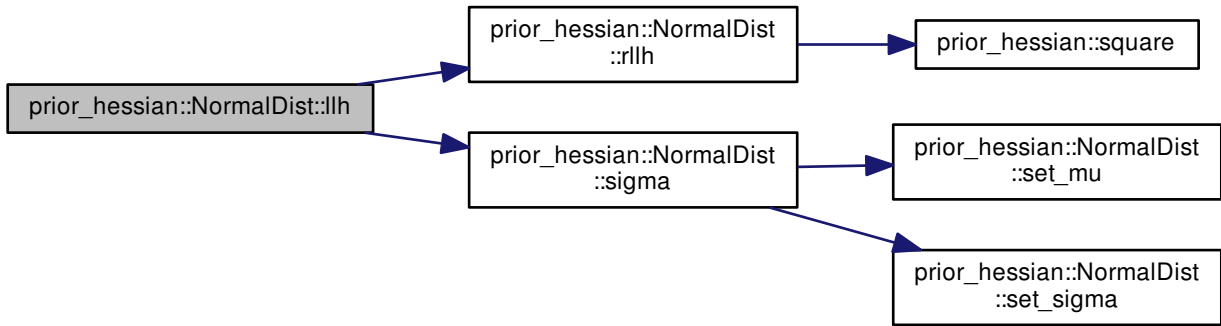 prior_hessian::NormalDist::llh
prior_hessian::NormalDist
::rllh
prior_hessian::square
prior_hessian::NormalDist
::sigma
prior_hessian::NormalDist
::set_mu
prior_hessian::NormalDist
::set_sigma